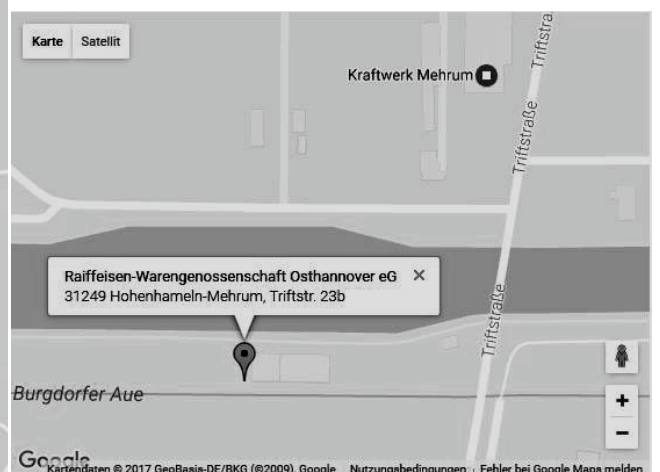 Karte Satellit
Kraftwerk Mehrum
Triftstra.
Triftstraße
Raiffeisen-Warengenossenschaft Osthannover eG ×
31249 Hohenhameln-Mehrum, Triftstr. 23b
Triftstraße
Burgdorfer Aue
+
−
Google
Kartendaten © 2017 GeoBasis-DE/BKG (©2009), Google Nutzungsbedingungen Fehler bei Google Maps melden